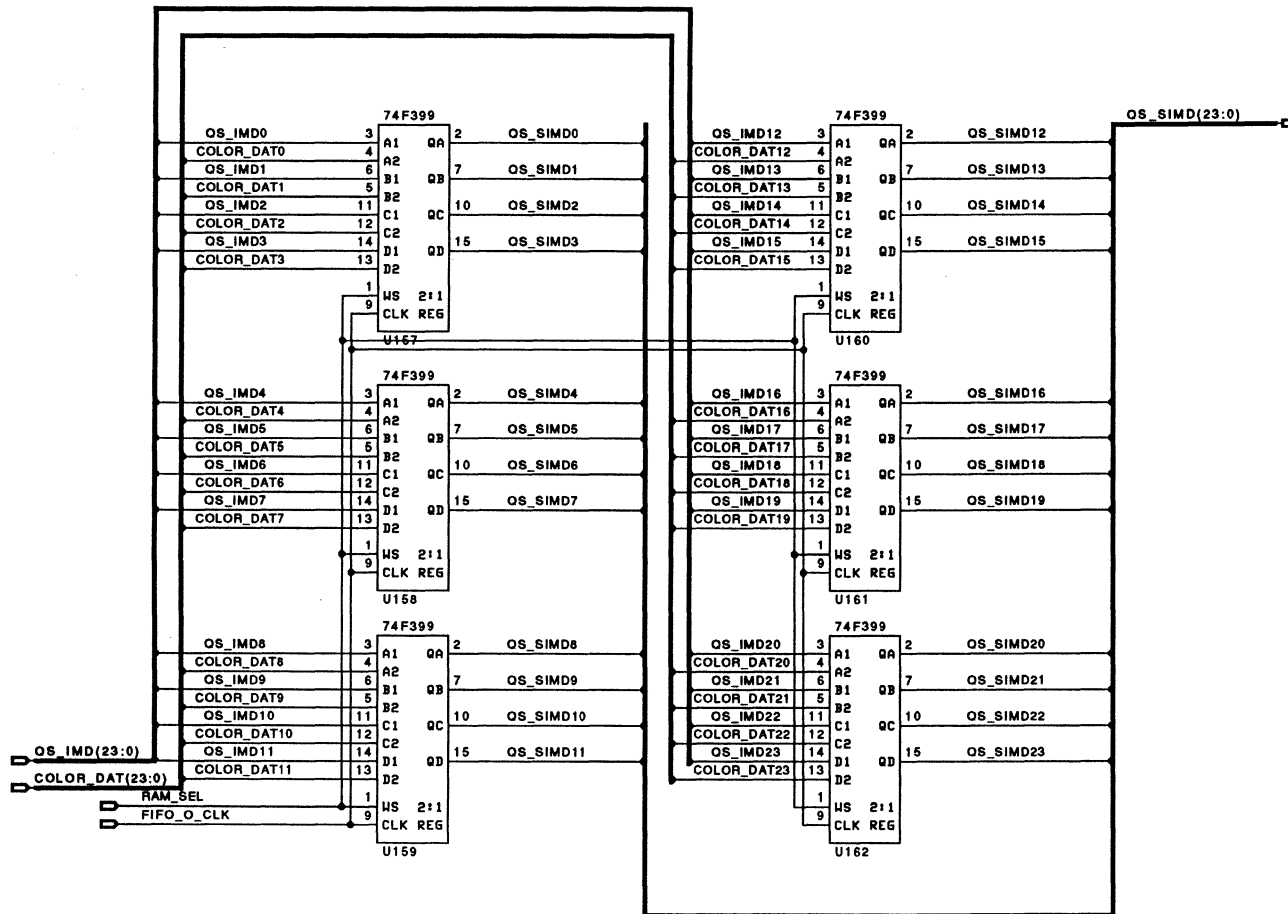 QS_SIMD(23:0)
74F399
QS_IMD0 3 A1 QA 2 QS_SIMD0
COLOR_DAT0 4 A2
QS_IMD1 6 B1 QB 7 QS_SIMD1
COLOR_DAT1 5 B2
QS_IMD2 11 C1 QC 10 QS_SIMD2
COLOR_DAT2 12 C2
QS_IMD3 14 D1 QD 15 QS_SIMD3
COLOR_DAT3 13 D2
1 WS 2:1
9 CLK REG
U157
74F399
QS_IMD12 3 A1 QA 2 QS_SIMD12
COLOR_DAT12 4 A2
QS_IMD13 6 B1 QB 7 QS_SIMD13
COLOR_DAT13 5 B2
QS_IMD14 11 C1 QC 10 QS_SIMD14
COLOR_DAT14 12 C2
QS_IMD15 14 D1 QD 15 QS_SIMD15
COLOR_DAT15 13 D2
1 WS 2:1
9 CLK REG
U160
74F399
QS_IMD4 3 A1 QA 2 QS_SIMD4
COLOR_DAT4 4 A2
QS_IMD5 6 B1 QB 7 QS_SIMD5
COLOR_DAT5 5 B2
QS_IMD6 11 C1 QC 10 QS_SIMD6
COLOR_DAT6 12 C2
QS_IMD7 14 D1 QD 15 QS_SIMD7
COLOR_DAT7 13 D2
1 WS 2:1
9 CLK REG
U158
74F399
QS_IMD16 3 A1 QA 2 QS_SIMD16
COLOR_DAT16 4 A2
QS_IMD17 6 B1 QB 7 QS_SIMD17
COLOR_DAT17 5 B2
QS_IMD18 11 C1 QC 10 QS_SIMD18
COLOR_DAT18 12 C2
QS_IMD19 14 D1 QD 15 QS_SIMD19
COLOR_DAT19 13 D2
1 WS 2:1
9 CLK REG
U161
74F399
QS_IMD8 3 A1 QA 2 QS_SIMD8
COLOR_DAT8 4 A2
QS_IMD9 6 B1 QB 7 QS_SIMD9
COLOR_DAT9 5 B2
QS_IMD10 11 C1 QC 10 QS_SIMD10
COLOR_DAT10 12 C2
QS_IMD11 14 D1 QD 15 QS_SIMD11
COLOR_DAT11 13 D2
1 WS 2:1
9 CLK REG
U159
74F399
QS_IMD20 3 A1 QA 2 QS_SIMD20
COLOR_DAT20 4 A2
QS_IMD21 6 B1 QB 7 QS_SIMD21
COLOR_DAT21 5 B2
QS_IMD22 11 C1 QC 10 QS_SIMD22
COLOR_DAT22 12 C2
QS_IMD23 14 D1 QD 15 QS_SIMD23
COLOR_DAT23 13 D2
1 WS 2:1
9 CLK REG
U162
QS_IMD(23:0)
COLOR_DAT(23:0)
RAM_SEL
FIFO_O_CLK